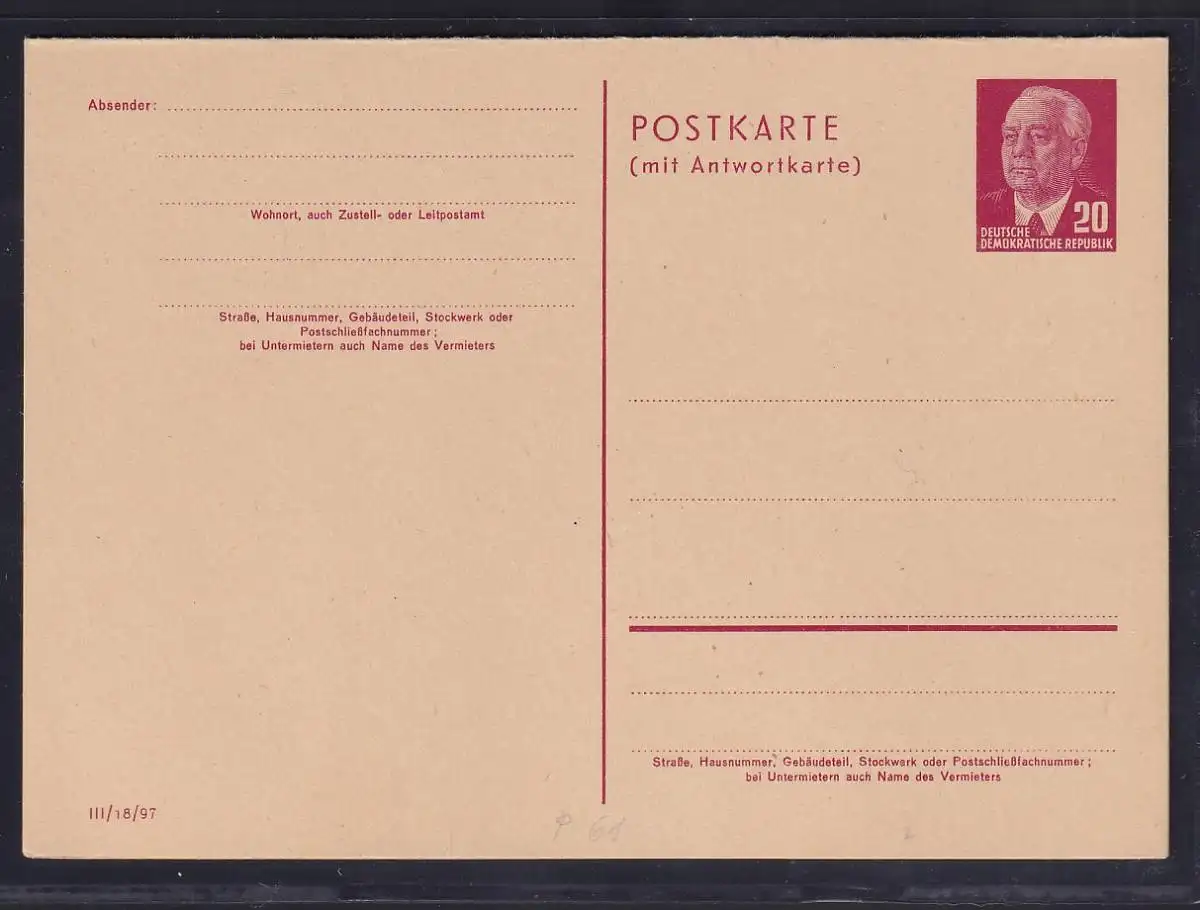 Absender:
Wohnort, auch Zustell- oder Leitpostamt
Straße, Hausnummer, Gebäudeteil, Stockwerk oder
Postschließfachnummer;
bei Untermietern auch Name des Vermieters
III/18/97
POSTKARTE
(mit Antwortkarte)
20
DEUTSCHE
DEMOKRATISCHE REPUBLIK
Straße, Hausnummer, Gebäudeteil, Stockwerk oder Postschließfachnummer;
bei Untermietern auch Name des Vermieters